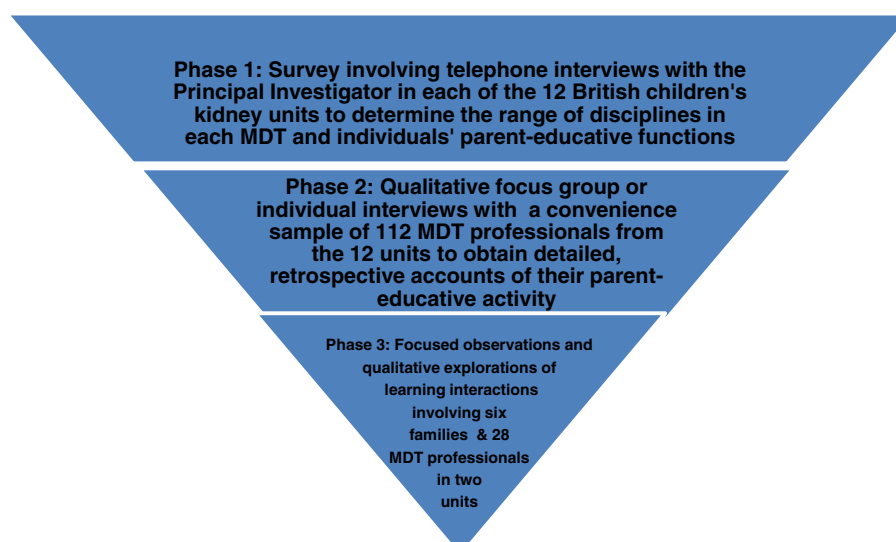 Phase 1: Survey involving telephone interviews with the
Principal Investigator in each of the 12 British children's
kidney units to determine the range of disciplines in
each MDT and individuals' parent-educative functions
Phase 2: Qualitative focus group or
individual interviews with a convenience
sample of 112 MDT professionals from
the 12 units to obtain detailed,
retrospective accounts of their parent-
educative activity
Phase 3: Focused observations and
qualitative explorations of
learning interactions
involving six
families & 28
MDT professionals
in two
units